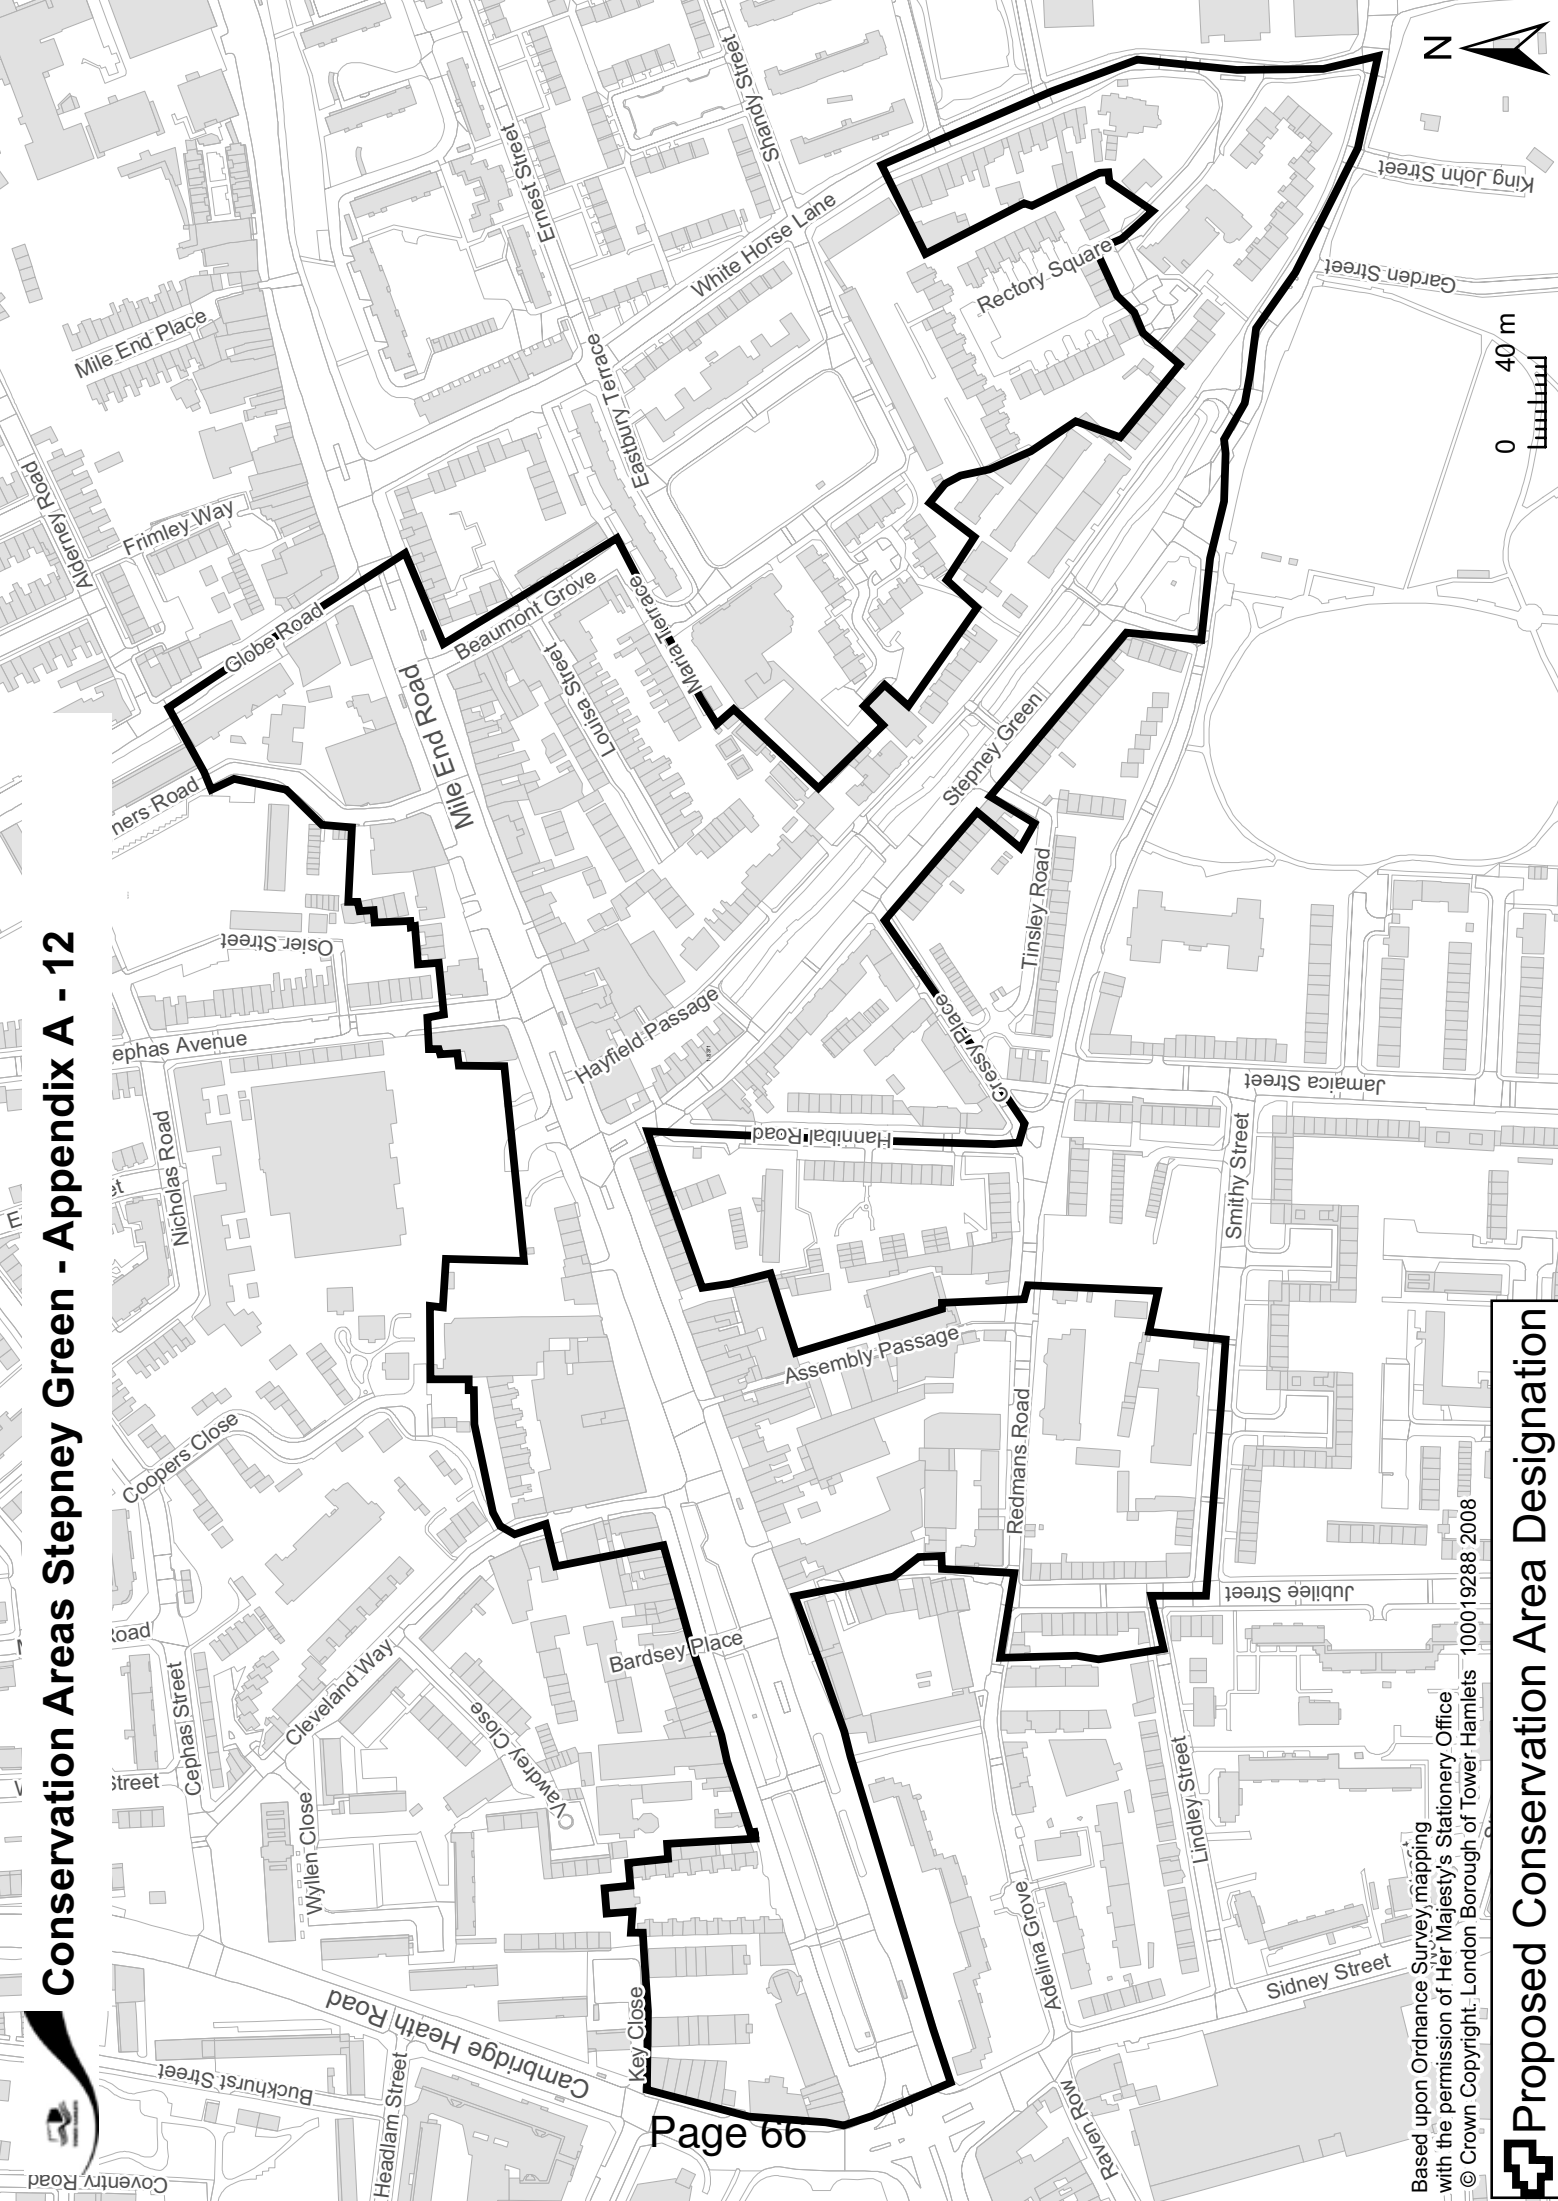 Conservation Areas Stepney Green - Appendix A - 12
Mile End Place
Alderney Road
Frimley Way
Globe Road
Ernest Street
Shandy Street
White Horse Lane
Eastbury Terrace
Beaumont Grove
Maria Terrace
Louisa Street
Mile End Road
Rectory Square
King John Street
Garden Street
Stepney Green
ners Road
Osier Street
ephas Avenue
Nicholas Road
Hayfield Passage
Tinsley Road
Cressy Place
Hannibal Road
Jamaica Street
Smithy Street
Assembly Passage
Redmans Road
Jubilee Street
Coopers Close
Cleveland Way
Bardsey Place
Cephas Street
Road
Street
Vawdrey Close
Wyllen Close
Key Close
Cambridge Heath Road
Buckhurst Street
Headlam Street
Coventry Road
Lindley Street
Adelina Grove
Sidney Street
Raven Row
N
0 40 m
Page 66
Based upon Ordnance Survey mapping
with the permission of Her Majesty's Stationery Office
© Crown Copyright. London Borough of Tower Hamlets 100019288 2008
Proposed Conservation Area Designation